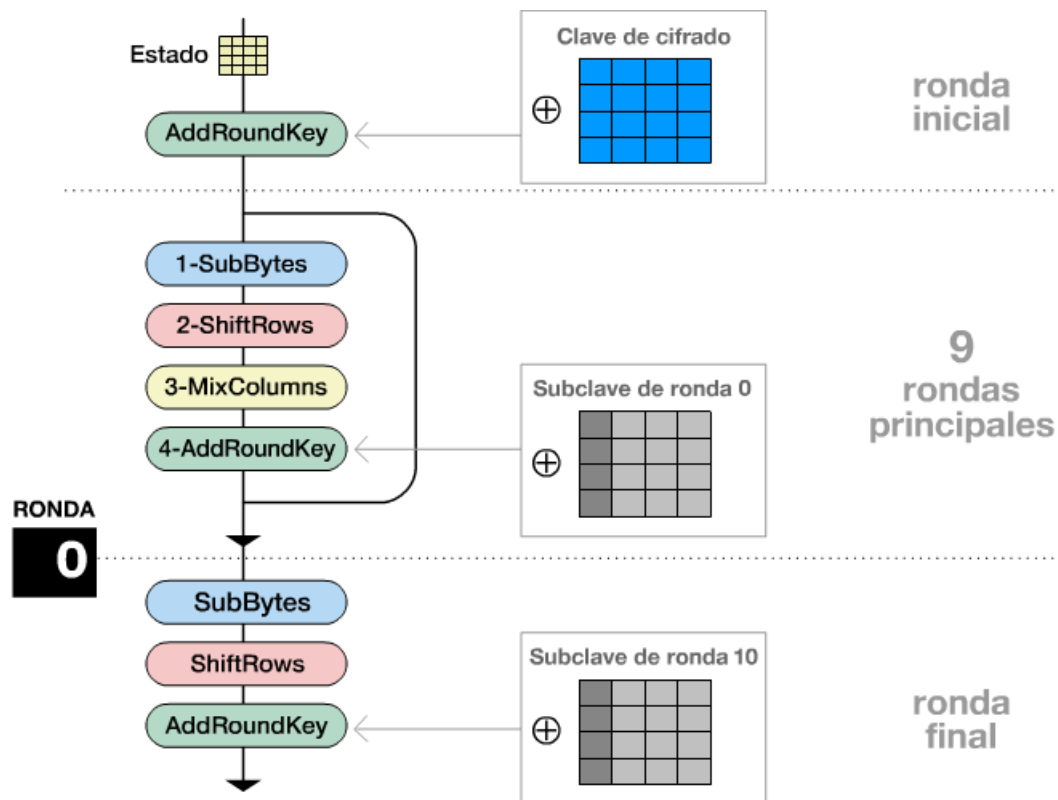 Estado
Clave de cifrado
AddRoundKey
ronda
inicial
1-SubBytes
2-ShiftRows
3-MixColumns
4-AddRoundKey
Subclave de ronda 0
9
rondas
principales
RONDA
0
SubBytes
ShiftRows
AddRoundKey
Subclave de ronda 10
ronda
final